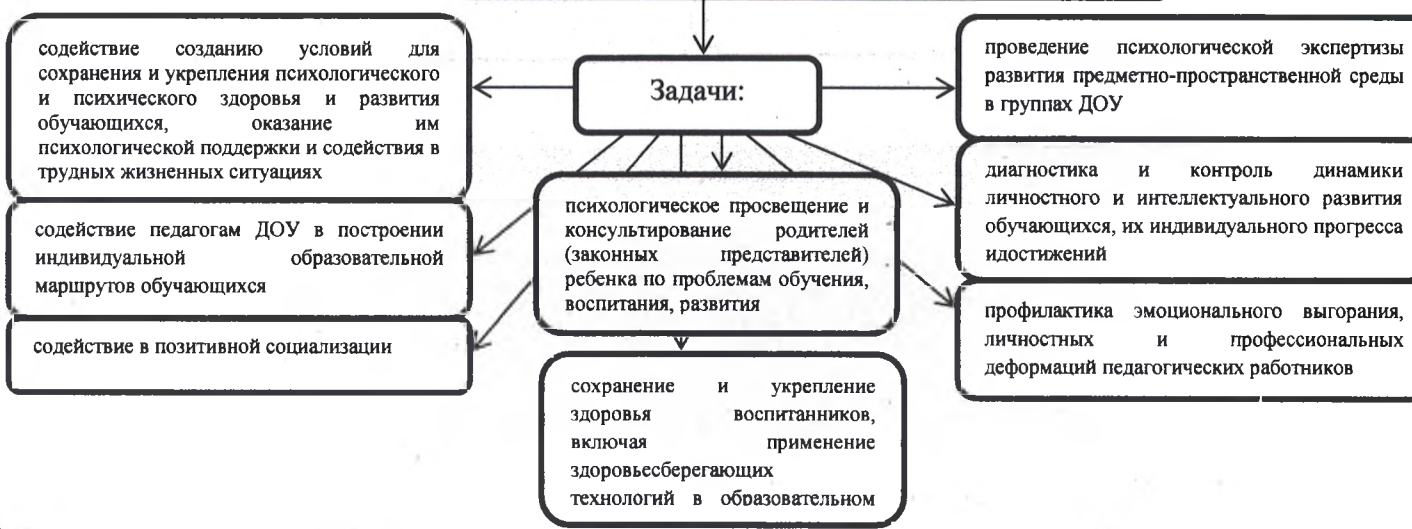 Задачи:
содействие созданию условий для
сохранения и укрепления психологического
и психического здоровья и развития
обучающихся, оказание им
психологической поддержки и содействия в
трудных жизненных ситуациях
содействие педагогам ДОУ в построении
индивидуальной образовательной
маршрутов обучающихся
содействие в позитивной социализации
психологическое просвещение и
консультирование родителей
(законных представителей)
ребенка по проблемам обучения,
воспитания, развития
сохранение и укрепление
здоровья воспитанников,
включая применение
здоровьесберегающих
технологий в образовательном
проведение психологической экспертизы
развития предметно-пространственной среды
в группах ДОУ
диагностика и контроль динамики
личностного и интеллектуального развития
обучающихся, их индивидуального прогресса
идостижений
профилактика эмоционального выгорания,
личностных и профессиональных
деформаций педагогических работников